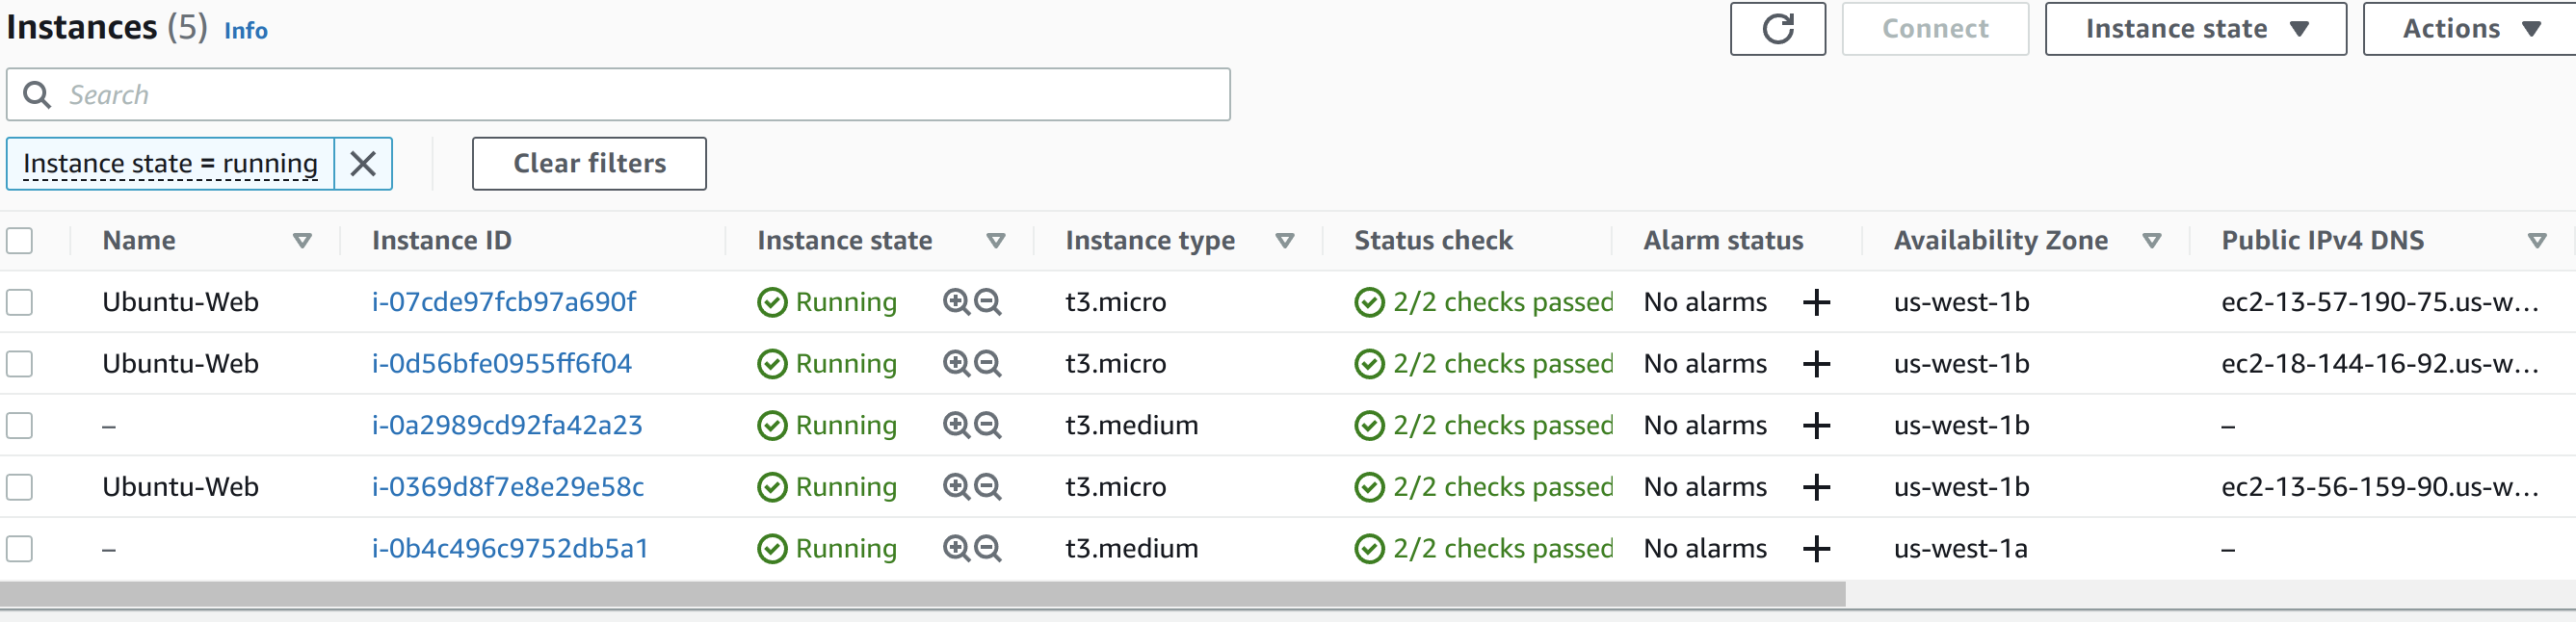 Instances (5) Info
Connect Instance state Actions
Search
Instance state = running Clear filters
Name Instance ID Instance state Instance type Status check Alarm status Availability Zone Public IPv4 DNS
Ubuntu-Web i-07cde97fcb97a690f Running t3.micro 2/2 checks passed No alarms + us-west-1b ec2-13-57-190-75.us-w...
Ubuntu-Web i-0d56bfe0955ff6f04 Running t3.micro 2/2 checks passed No alarms + us-west-1b ec2-18-144-16-92.us-w...
– i-0a2989cd92fa42a23 Running t3.medium 2/2 checks passed No alarms + us-west-1b –
Ubuntu-Web i-0369d8f7e8e29e58c Running t3.micro 2/2 checks passed No alarms + us-west-1b ec2-13-56-159-90.us-w...
– i-0b4c496c9752db5a1 Running t3.medium 2/2 checks passed No alarms + us-west-1a –